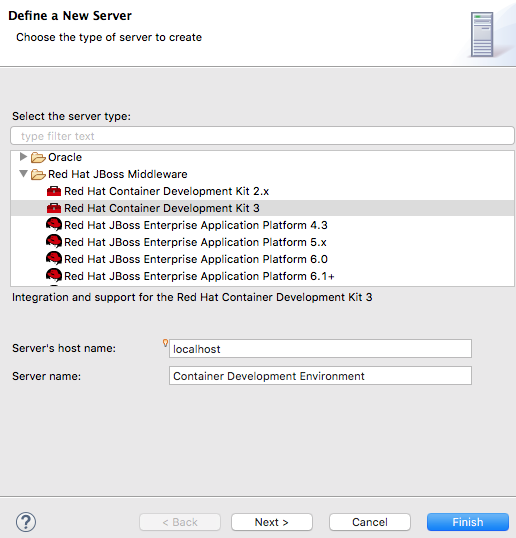 Define a New Server
Choose the type of server to create
Select the server type:
type filter text
Oracle
Red Hat JBoss Middleware
Red Hat Container Development Kit 2.x
Red Hat Container Development Kit 3
Red Hat JBoss Enterprise Application Platform 4.3
Red Hat JBoss Enterprise Application Platform 5.x
Red Hat JBoss Enterprise Application Platform 6.0
Red Hat JBoss Enterprise Application Platform 6.1+
Integration and support for the Red Hat Container Development Kit 3
Server's host name: localhost
Server name: Container Development Environment
? < Back Next > Cancel Finish